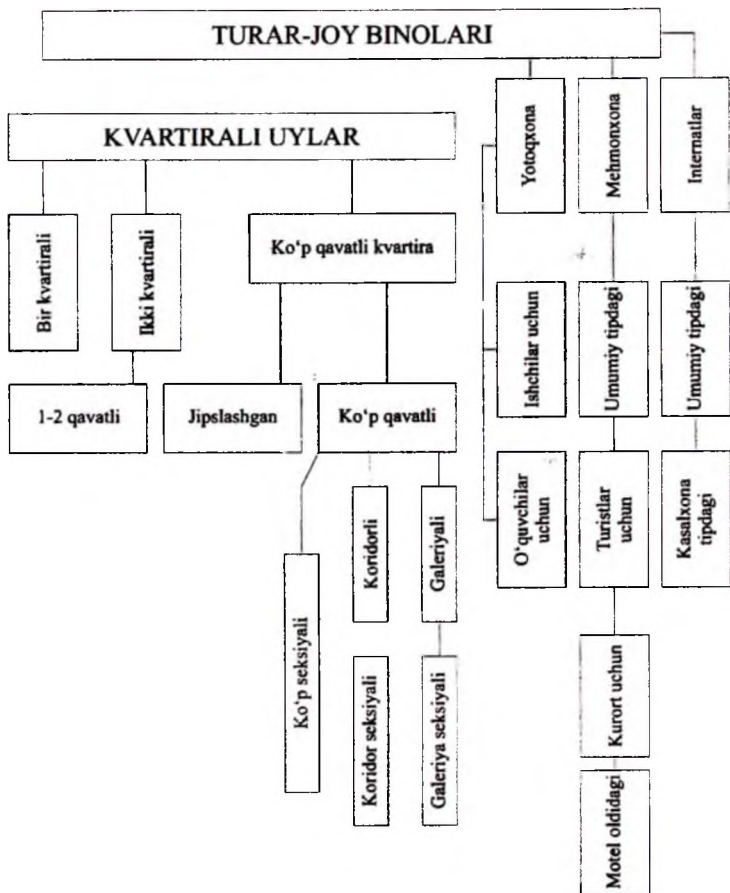 TURAR-JOY BINOLARI
KVARTIRALI UYLAR
Yotoqxona
Mehmonxona
Internatlar
Bir kvartirali
Ikki kvartirali
Ko‘p qavatli kvartira
Ishchilar uchun
Umumiy tipdagi
Umumiy tipdagi
1-2 qavatli
Jipslashgan
Ko‘p qavatli
O‘quvchilar
uchun
Turistlar
uchun
Kasalxona
tipdagi
Ko‘p seksiyali
Koridorli
Galeriyali
Koridor seksiyali
Galeriya seksiyali
Kurort uchun
Motel oldidagi